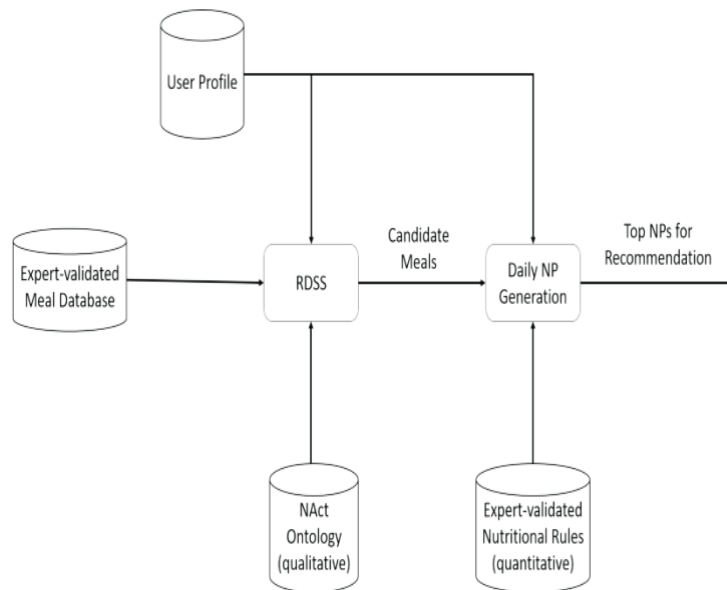 User Profile
Expert-validated
Meal Database
RDSS
Candidate
Meals
Daily NP
Generation
Top NPs for
Recommendation
NAct
Ontology
(qualitative)
Expert-validated
Nutritional Rules
(quantitative)